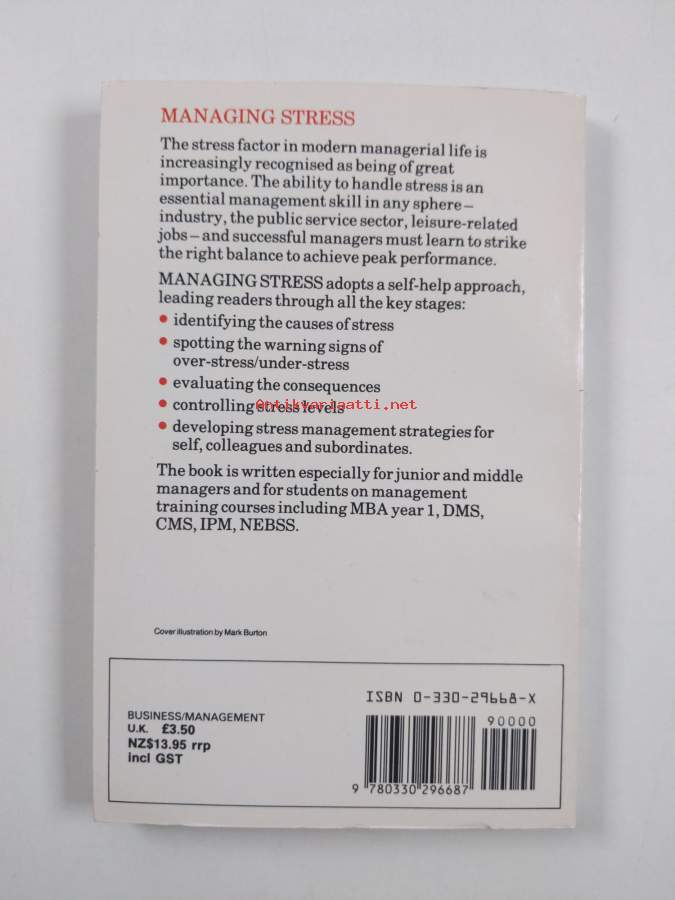 MANAGING STRESS
The stress factor in modern managerial life is
increasingly recognised as being of great
importance. The ability to handle stress is an
essential management skill in any sphere –
industry, the public service sector, leisure-related
jobs – and successful managers must learn to strike
the right balance to achieve peak performance.
MANAGING STRESS adopts a self-help approach,
leading readers through all the key stages:
• identifying the causes of stress
• spotting the warning signs of
over-stress/under-stress
• evaluating the consequences
• controlling stress levels
Antikvariaatti.net
• developing stress management strategies for
self, colleagues and subordinates.
The book is written especially for junior and middle
managers and for students on management
training courses including MBA year 1, DMS,
CMS, IPM, NEBSS.
Cover illustration by Mark Burton
ISBN 0-330-29668-X
BUSINESS/MANAGEMENT
U.K. £3.50
NZ$13.95 rrp
incl GST
90000
9 780330 296687